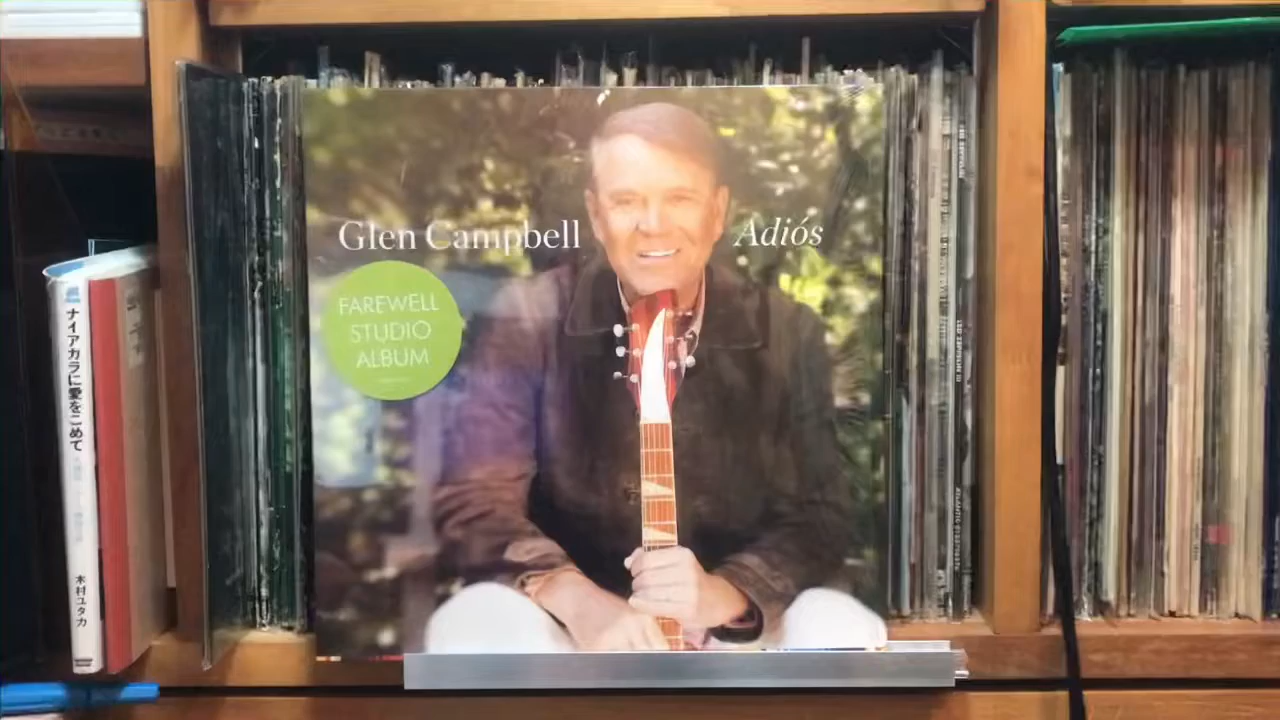 Glen Campbell
Adiós
FAREWELL
STUDIO
ALBUM
ナイアガラに愛をこめて
木村ユタカ